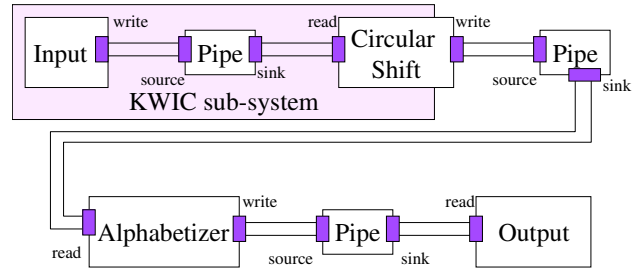 write
read
write
Input
Pipe
Circular
Shift
Pipe
source
sink
source
sink
KWIC sub-system
write
read
Alphabetizer
Pipe
Output
read
source
sink